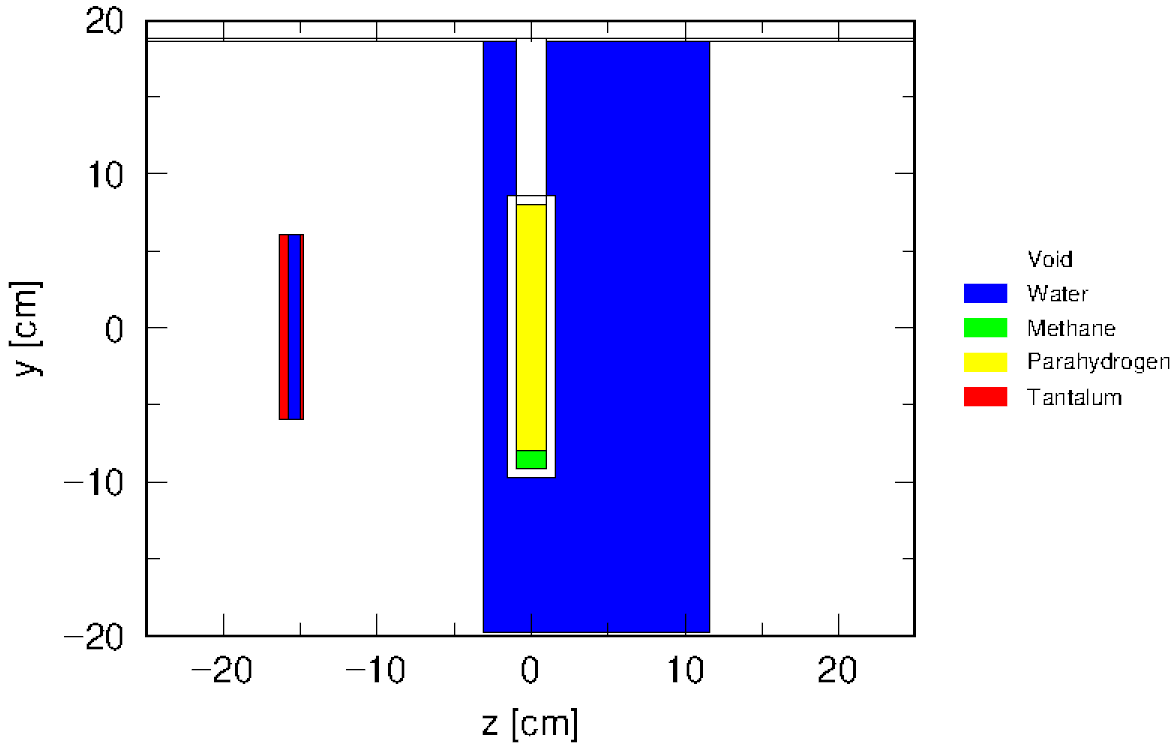 20
10
0
−10
−20
y [cm]
−20
−10
0
10
20
z [cm]
Void
Water
Methane
Parahydrogen
Tantalum